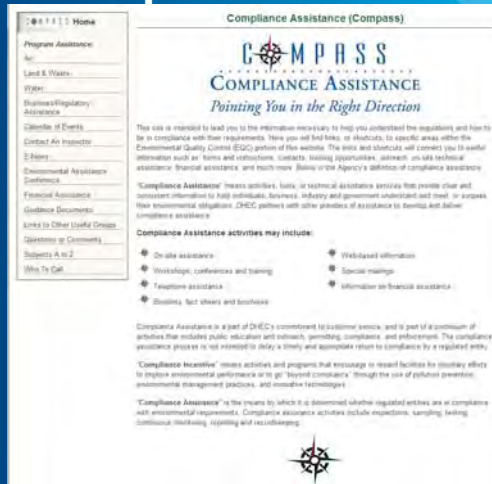 COMPASS Home
Program Assistance:
Air
Land & Waste
Water
Business/Regulatory
Assistance
Calendar of Events
Contact An Inspector
E-News
Environmental Assistance
Conference
Financial Assistance
Guidance Documents
Links to Other Useful Groups
Questions or Comments
Subjects A to Z
Who To Call
Compliance Assistance (Compass)
COMPASS
COMPLIANCE ASSISTANCE
Pointing You in the Right Direction
This site is intended to lead you to the information necessary to help you understand the regulations and how to
be in compliance with their requirements. Here you will find links, or shortcuts, to specific areas within the
Environmental Quality Control (EQC) portion of this website. The links and shortcuts will connect you to useful
information such as: forms and instructions, contacts, training opportunities, outreach, on-site technical
assistance, financial assistance, and much more. Below is the Agency's definition of compliance assistance.
"Compliance Assistance" means activities, tools, or technical assistance services that provide clear and
consistent information to help individuals, business, industry and government understand and meet, or surpass,
their environmental obligations. DHEC partners with other providers of assistance to develop and deliver
compliance assistance.
Compliance Assistance activities may include:
On-site assistance
Workshops, conferences and training
Telephone assistance
Booklets, fact sheets and brochures
Web-based information
Special mailings
Information on financial assistance
Compliance Assistance is a part of DHEC's commitment to customer service, and is part of a continuum of
activities that includes public education and outreach, permitting, compliance, and enforcement. The compliance
assistance process is not intended to delay a timely and appropriate return to compliance by a regulated entity.
"Compliance Incentive" means activities and programs that encourage or reward facilities for voluntary efforts
to improve environmental performance or to go "beyond compliance" through the use of pollution prevention,
environmental management practices, and innovative technologies.
"Compliance Assurance" is the means by which it is determined whether regulated entities are in compliance
with environmental requirements. Compliance assurance activities include inspections, sampling, testing,
continuous monitoring, reporting and recordkeeping.